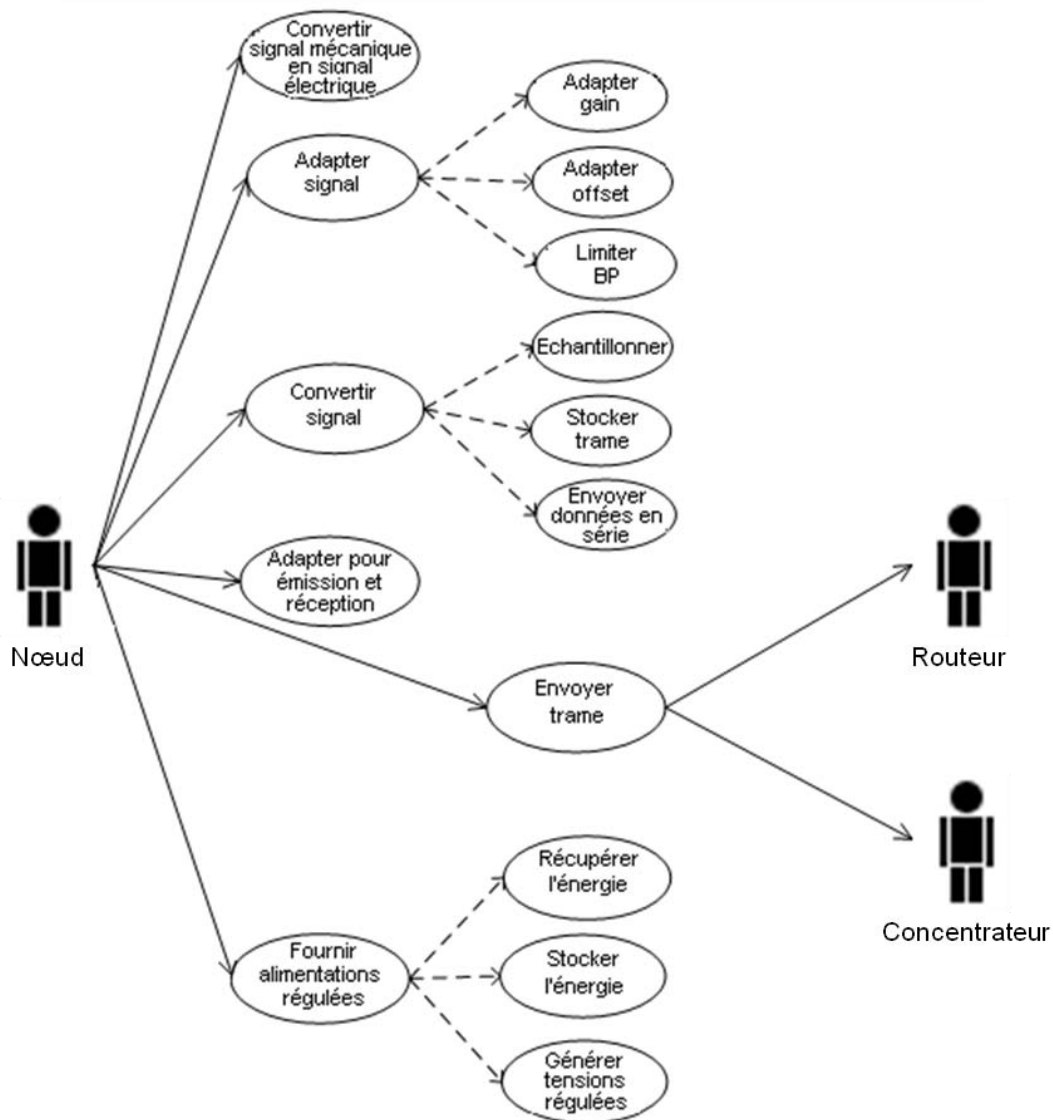 Convertir
signal mécanique
en signal
électrique
Adapter
gain
Adapter
signal
Adapter
offset
Limiter
BP
Echantillonner
Convertir
signal
Stocker
trame
Envoyer
données en
série
Adapter pour
émission et
réception
Nœud
Routeur
Envoyer
trame
Récupérer
l'énergie
Concentrateur
Fournir
alimentations
régulées
Stocker
l'énergie
Générer
tensions
régulées